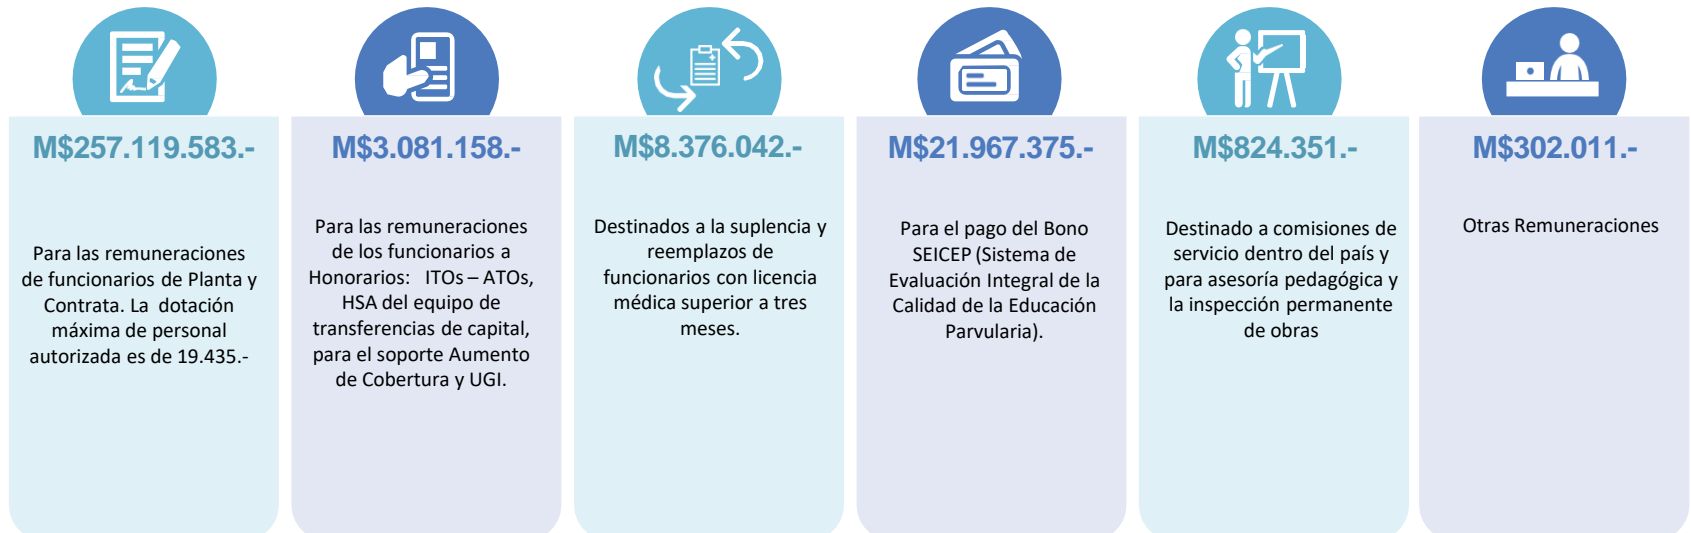 M$257.119.583.-
Para las remuneraciones
de funcionarios de Planta y
Contrata. La dotación
máxima de personal
autorizada es de 19.435.-
M$3.081.158.-
Para las remuneraciones
de los funcionarios a
Honorarios: ITOs – ATOs,
HSA del equipo de
transferencias de capital,
para el soporte Aumento
de Cobertura y UGI.
M$8.376.042.-
Destinados a la suplencia y
reemplazos de
funcionarios con licencia
médica superior a tres
meses.
M$21.967.375.-
Para el pago del Bono
SEICEP (Sistema de
Evaluación Integral de la
Calidad de la Educación
Parvularia).
M$824.351.-
Destinado a comisiones de
servicio dentro del país y
para asesoría pedagógica y
la inspección permanente
de obras
M$302.011.-
Otras Remuneraciones